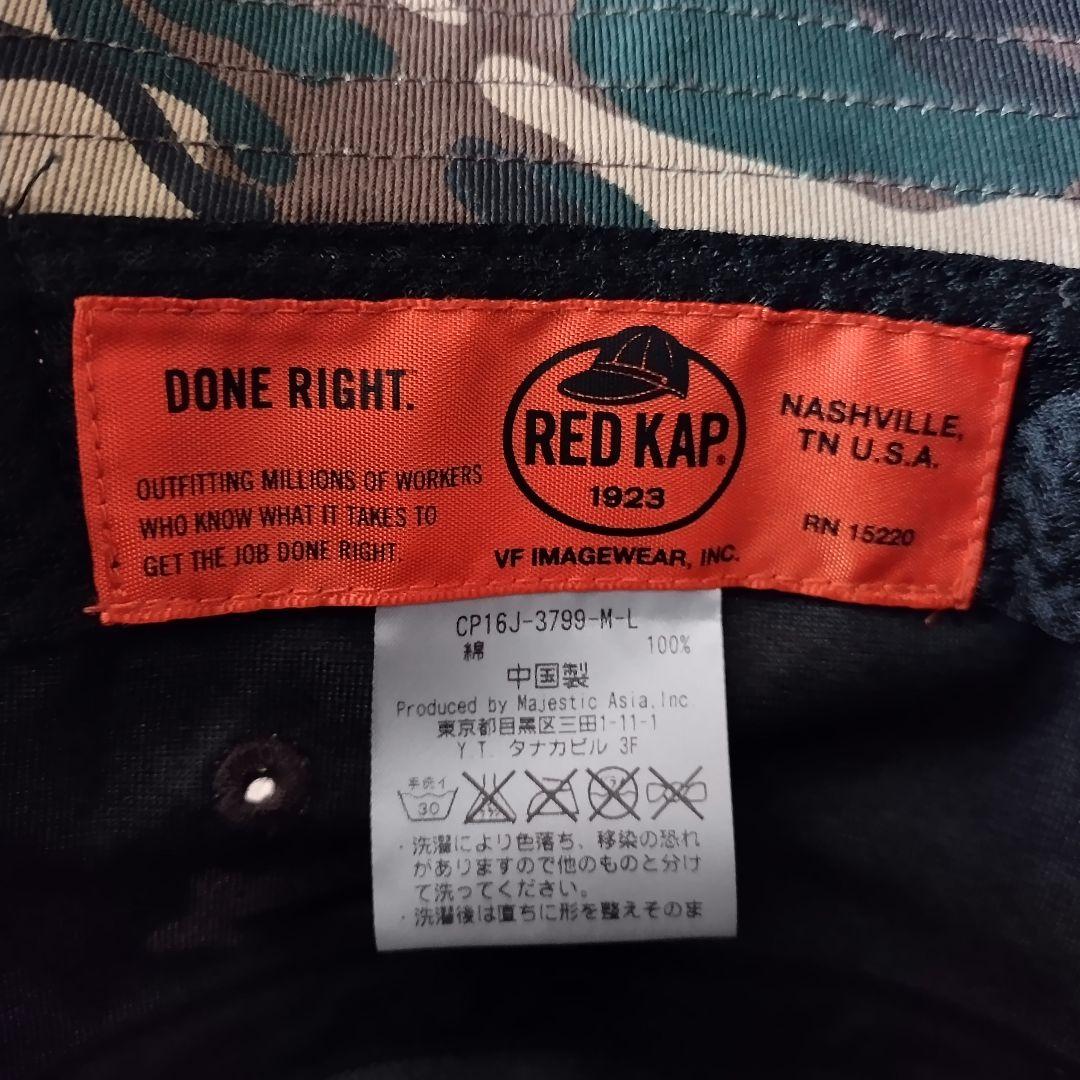 DONE RIGHT.
OUTFITTING MILLIONS OF WORKERS
WHO KNOW WHAT IT TAKES TO
GET THE JOB DONE RIGHT.
RED KAP®
1923
VF IMAGEWEAR, INC.
NASHVILLE,
TN U.S.A.
RN 15220
CP16J-3799-M-L
綿 100%
中国製
Produced by Majestic Asia, Inc.
東京都目黒区三田1-11-1
Y.T. タナカビル 3F
手洗イ
30
・洗濯により色落ち、移染の恐れ
がありますので他のものと分け
て洗ってください。
・洗濯後は直ちに形を整えそのま